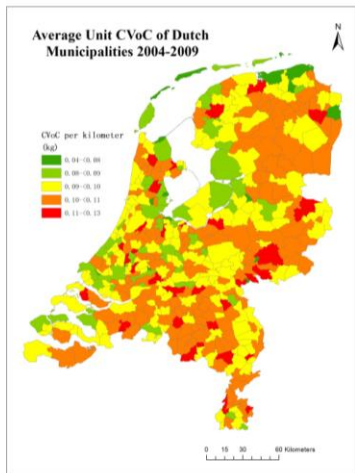 Average Unit CVoC of Dutch
Municipalities 2004-2009
N
CVoC per kilometer
(kg)
0.04-<0.08
0.08-<0.09
0.09-<0.10
0.10-<0.11
0.11-<0.13
0 15 30 60 Kilometers